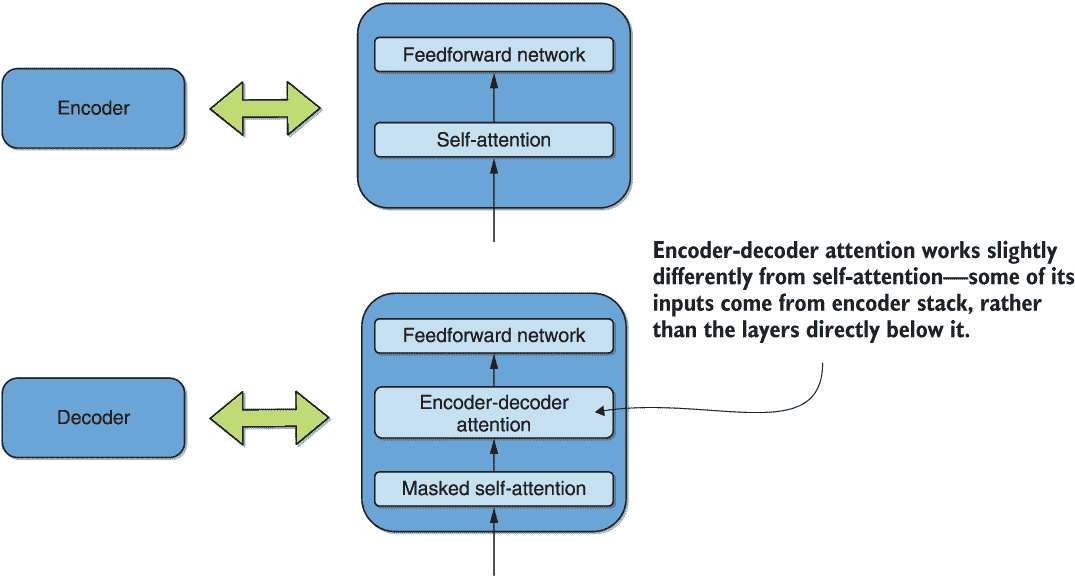 Encoder
Feedforward network
Self-attention
Encoder-decoder attention works slightly
differently from self-attention—some of its
inputs come from encoder stack, rather
than the layers directly below it.
Decoder
Feedforward network
Encoder-decoder
attention
Masked self-attention